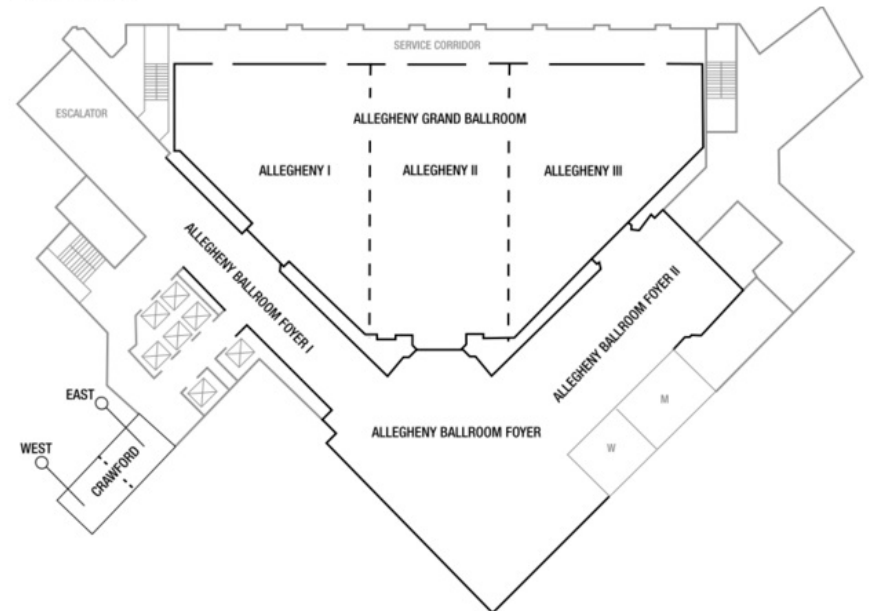 SERVICE CORRIDOR
ESCALATOR
ALLEGHENY GRAND BALLROOM
ALLEGHENY I
ALLEGHENY II
ALLEGHENY III
ALLEGHENY BALLROOM FOYER I
ALLEGHENY BALLROOM FOYER II
EAST
WEST
CRAWFORD
ALLEGHENY BALLROOM FOYER
M
W